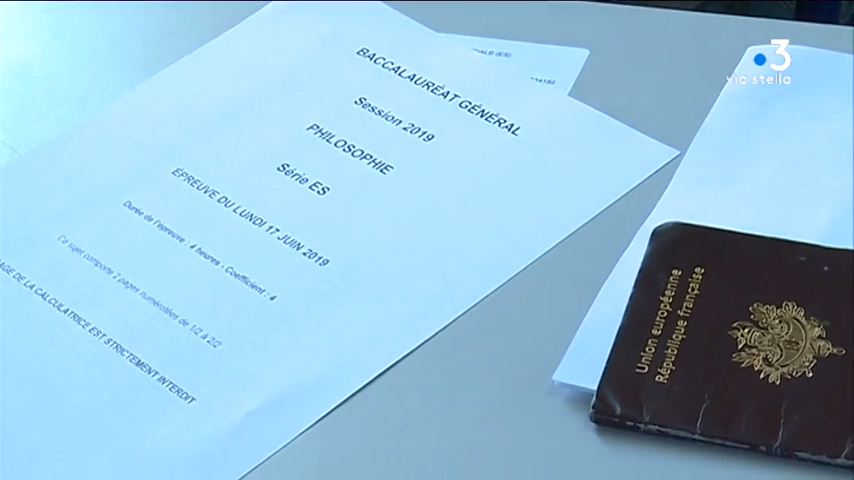 3
via stella
IALE (ES)
BACCALAURÉAT GÉNÉRAL
Session 2019
PHILOSOPHIE
Série ES
ÉPREUVE DU LUNDI 17 JUIN 2019
Durée de l'épreuve : 4 heures - Coefficient : 4
Ce sujet comporte 2 pages numérotées de 1/2 à 2/2
AGE DE LA CALCULATRICE EST STRICTEMENT INTERDIT
Union européenne
République française